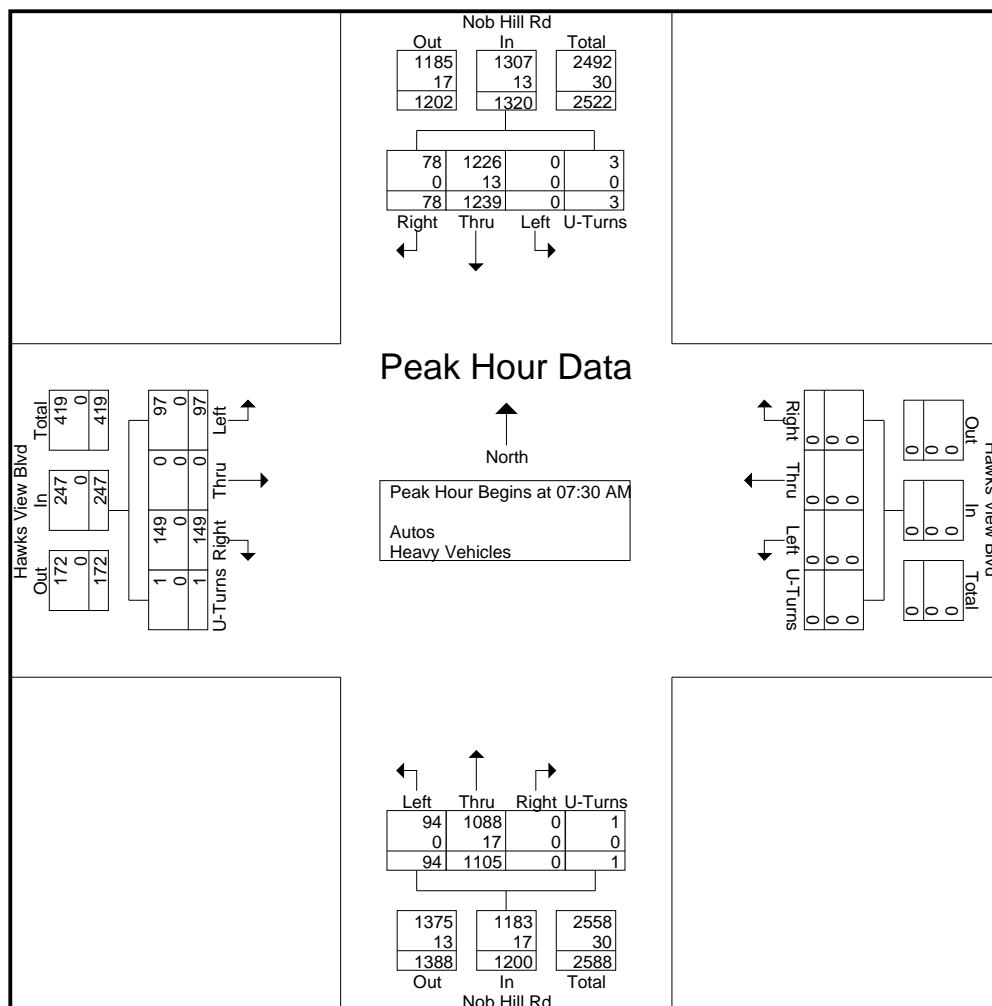 Nob Hill Rd
Out In Total
1185 1307 2492
17 13 30
1202 1320 2522
78 1226 0 3
0 13 0 0
78 1239 0 3
Right Thru Left U-Turns
Peak Hour Data
North
Peak Hour Begins at 07:30 AM
Autos
Heavy Vehicles
Hawks View Blvd
Out In Total
172 247 419
0 0 0
172 247 419
1 149 0 97
0 0 0 0
1 149 0 97
U-Turns Right Thru Left
Hawks View Blvd
Out In Total
0 0 0
0 0 0
0 0 0
0 0 0 0
0 0 0 0
0 0 0 0
Right Thru Left U-Turns
Left Thru Right U-Turns
94 1088 0 1
0 17 0 0
94 1105 0 1
1375 1183 2558
13 17 30
1388 1200 2588
Out In Total
Nob Hill Rd